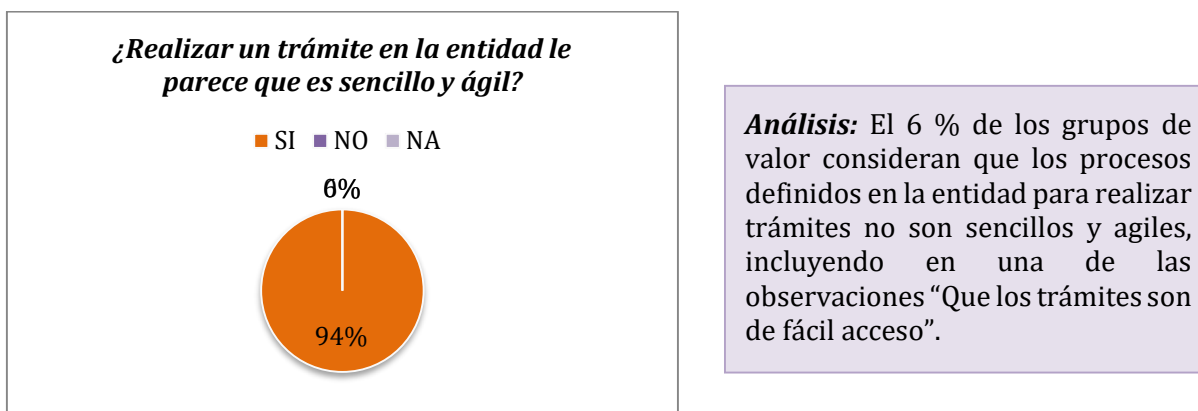 ¿Realizar un trámite en la entidad le
parece que es sencillo y ágil?
SI NO NA
6%
94%
Análisis: El 6 % de los grupos de
valor consideran que los procesos
definidos en la entidad para realizar
trámites no son sencillos y agiles,
incluyendo en una de las
observaciones “Que los trámites son
de fácil acceso”.